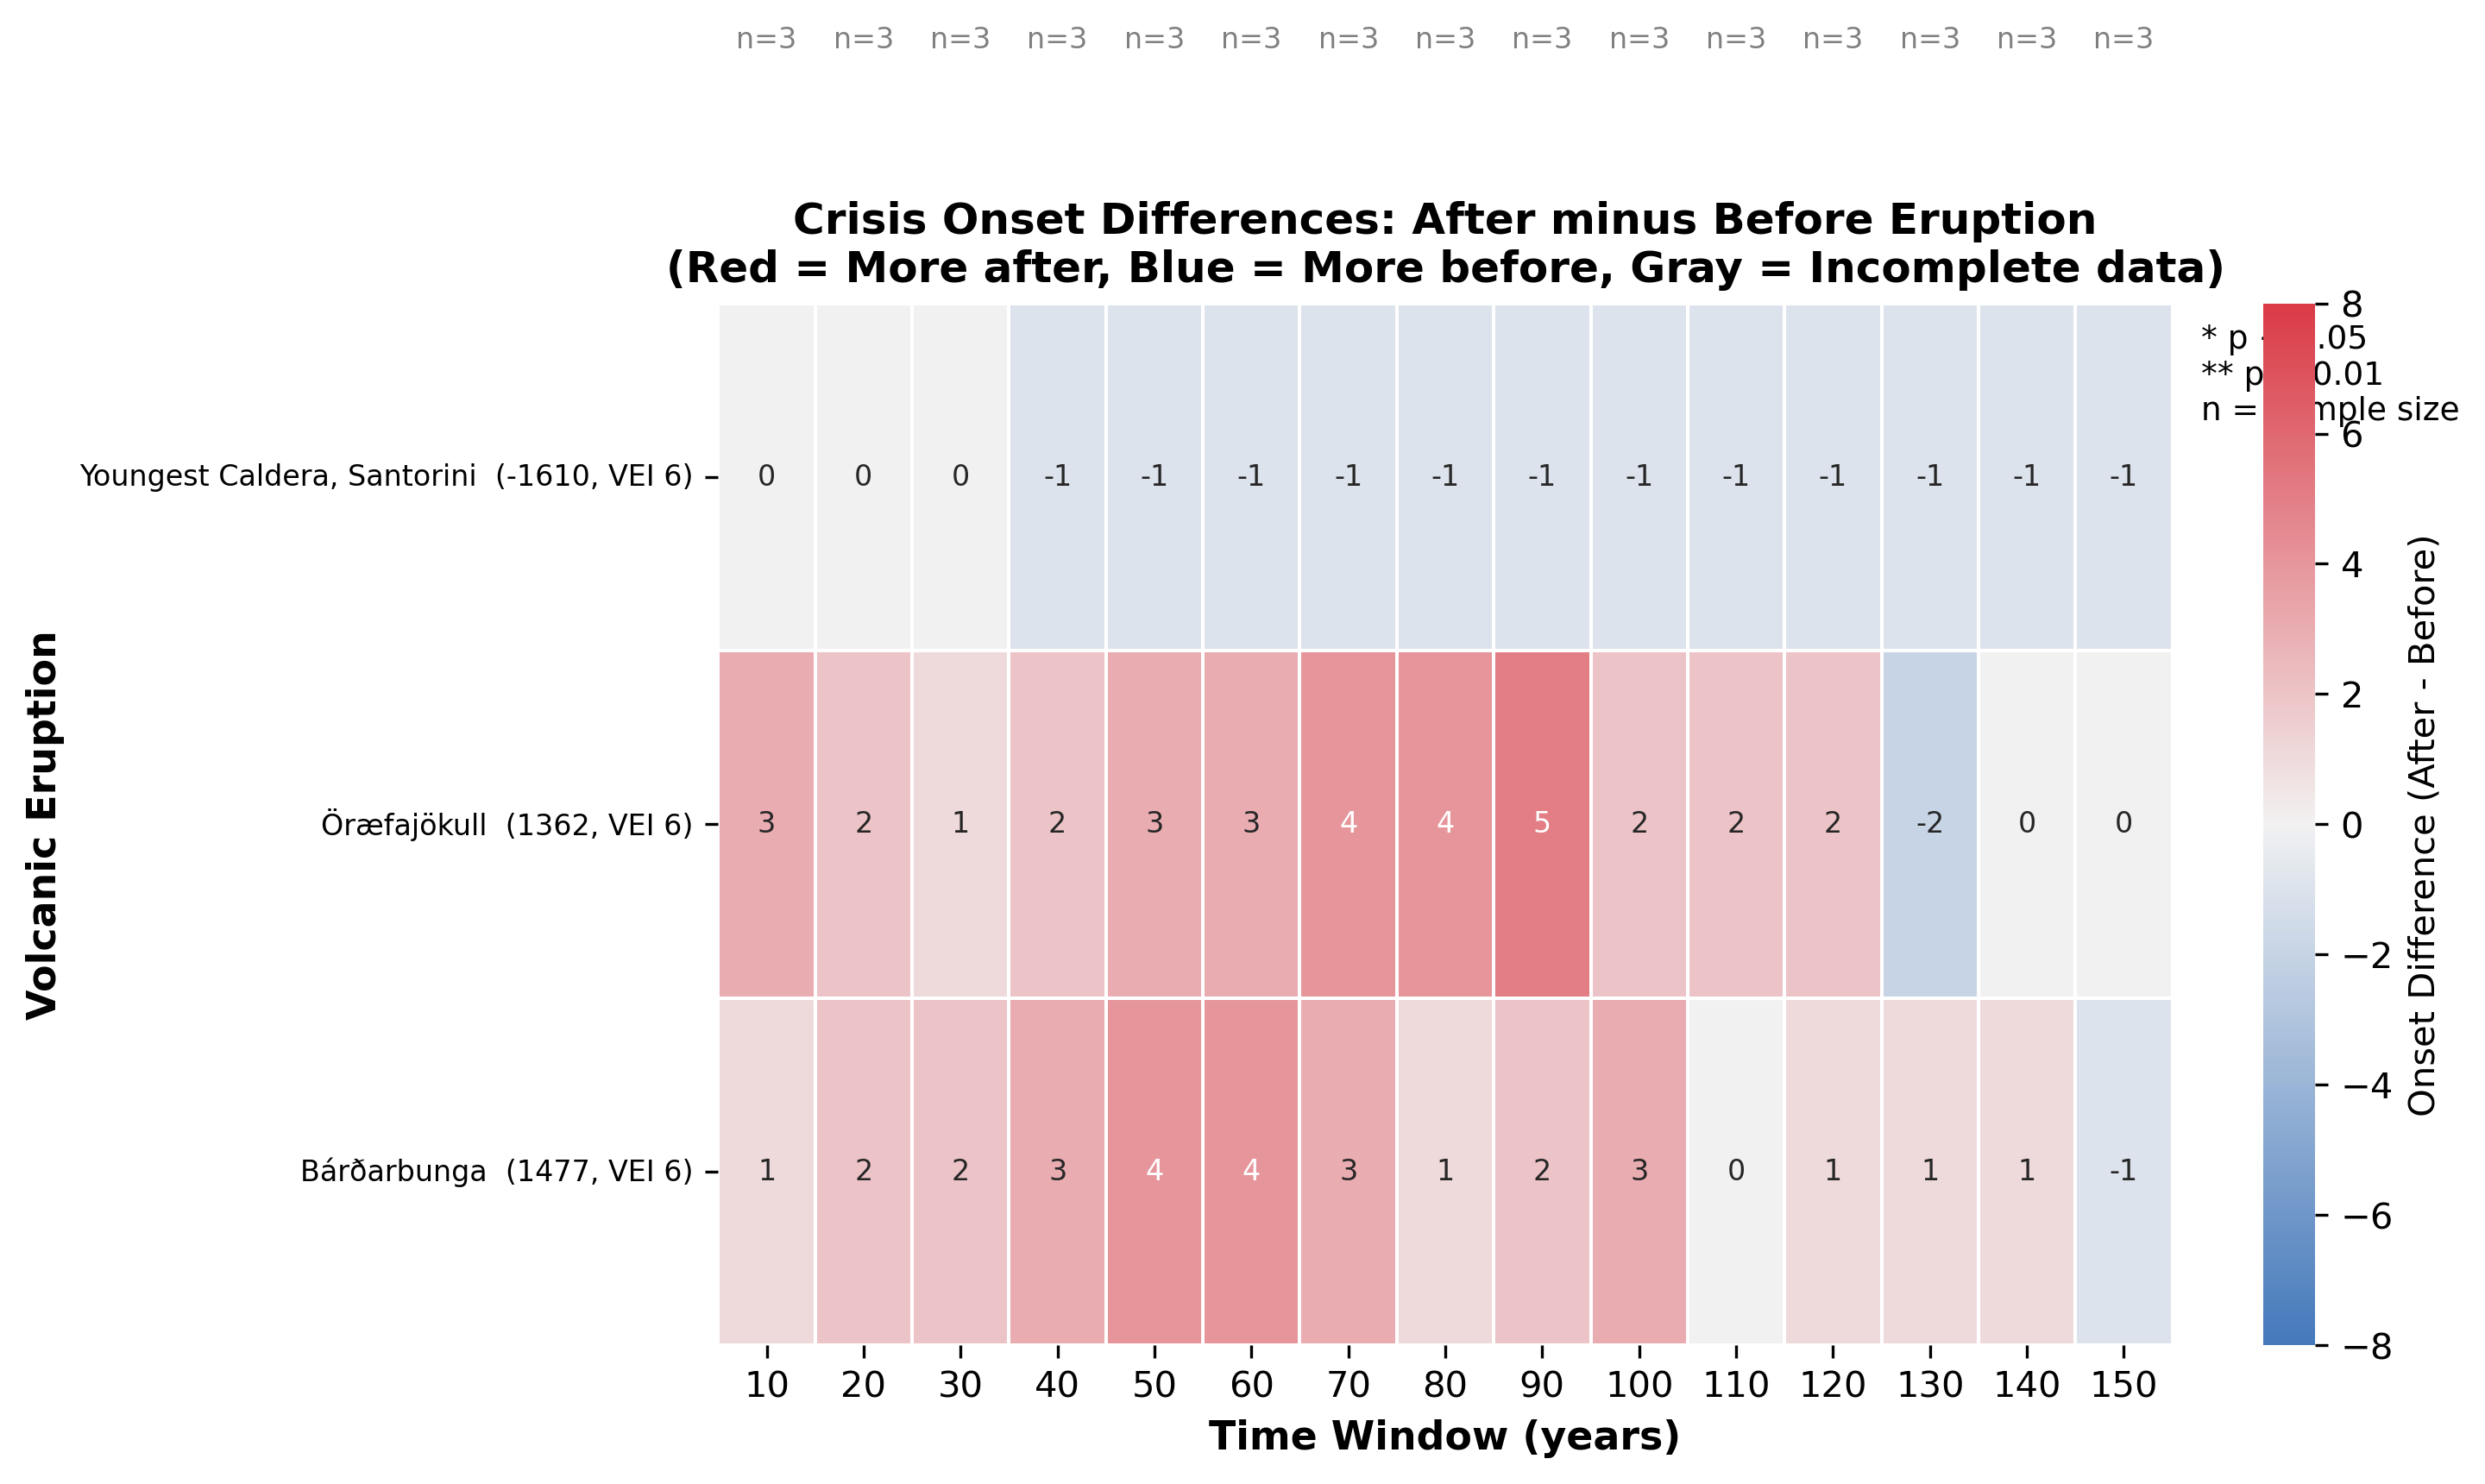 n=3 n=3 n=3 n=3 n=3 n=3 n=3 n=3 n=3 n=3 n=3 n=3 n=3 n=3 n=3
Crisis Onset Differences: After minus Before Eruption
(Red = More after, Blue = More before, Gray = Incomplete data)
* p .05
** p 0.01
n = mple size
Youngest Caldera, Santorini (-1610, VEI 6) 0 0 0 -1 -1 -1 -1 -1 -1 -1 -1 -1 -1 -1 -1
Öræfajökull (1362, VEI 6) 3 2 1 2 3 3 4 4 5 2 2 2 -2 0 0
Bárðarbunga (1477, VEI 6) 1 2 2 3 4 4 3 1 2 3 0 1 1 1 -1
10 20 30 40 50 60 70 80 90 100 110 120 130 140 150
Time Window (years)
Volcanic Eruption
8
6
4
2
0
−2
−4
−6
−8
Onset Difference (After - Before)